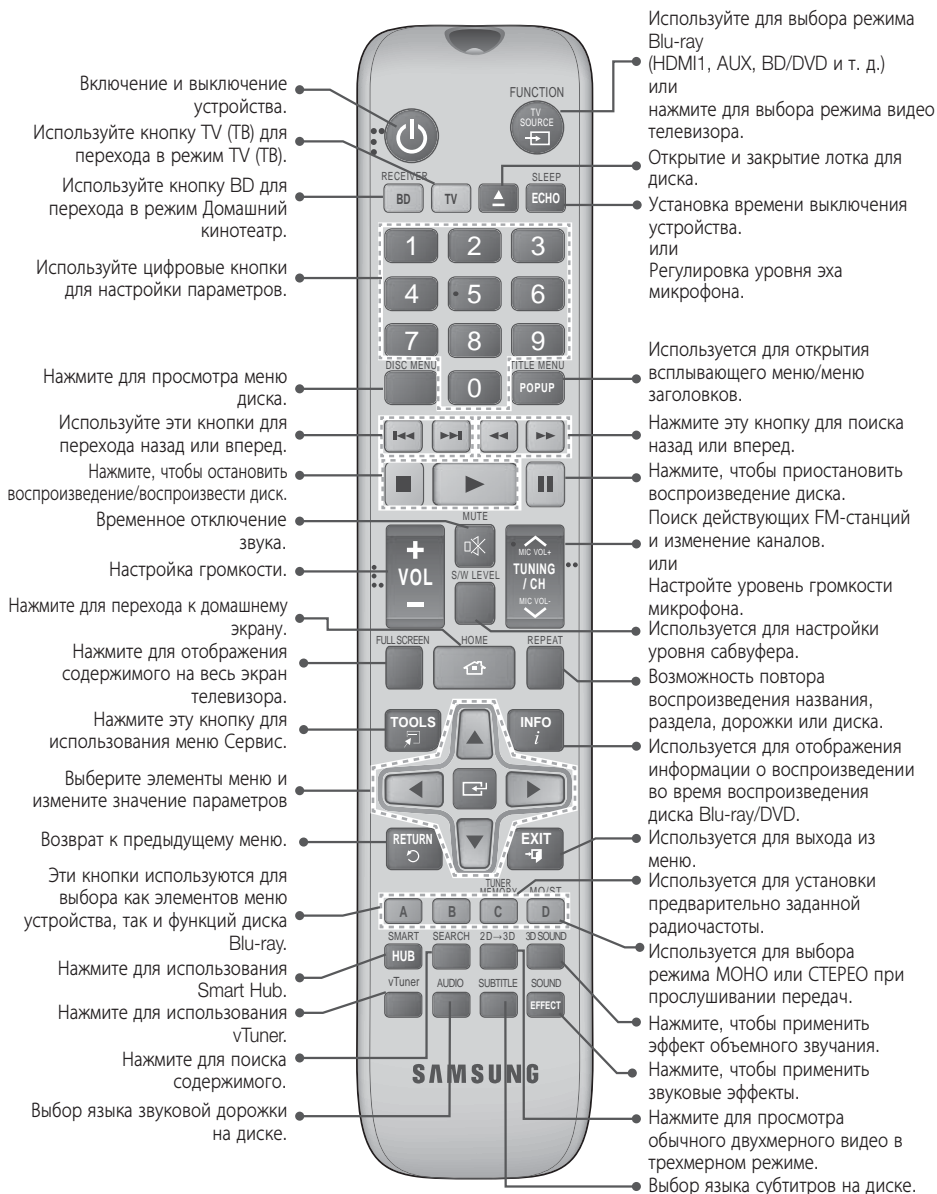 Включение и выключение
устройства.
Используйте кнопку TV (ТВ) для
перехода в режим TV (ТВ).
Используйте кнопку BD для
перехода в режим Домашний
кинотеатр.
Используйте цифровые кнопки
для настройки параметров.
Нажмите для просмотра меню
диска.
Используйте эти кнопки для
перехода назад или вперед.
Нажмите, чтобы остановить
воспроизведение/воспроизвести диск.
Временное отключение
звука.
Настройка громкости.
Нажмите для перехода к домашнему
экрану.
Нажмите для отображения
содержимого на весь экран
телевизора.
Нажмите эту кнопку для
использования меню Сервис.
Выберите элементы меню и
измените значение параметров
Возврат к предыдущему меню.
Эти кнопки используются для
выбора как элементов меню
устройства, так и функций диска
Blu-ray.
Нажмите для использования
Smart Hub.
Нажмите для использования
vTuner.
Нажмите для поиска
содержимого.
Выбор языка звуковой дорожки
на диске.
FUNCTION
TV
SOURCE
RECEIVER
SLEEP
BD
TV
ECHO
1
2
3
4
5
6
7
8
9
DISC MENU
TITLE MENU
0
POPUP
MUTE
+
VOL
−
S/W LEVEL
MIC VOL+
TUNING
/ CH
MIC VOL-
FULL SCREEN
HOME
REPEAT
TOOLS
INFO
i
RETURN
EXIT
TUNER
MEMORY
MO/ST
A
B
C
D
SMART
SEARCH
2D→3D
3D SOUND
HUB
vTuner
AUDIO
SUBTITLE
SOUND
EFFECT
SAMSUNG
Используйте для выбора режима
Blu-ray
(HDMI1, AUX, BD/DVD и т. д.)
или
нажмите для выбора режима видео
телевизора.
Открытие и закрытие лотка для
диска.
Установка времени выключения
устройства.
или
Регулировка уровня эха
микрофона.
Используется для открытия
всплывающего меню/меню
заголовков.
Нажмите эту кнопку для поиска
назад или вперед.
Нажмите, чтобы приостановить
воспроизведение диска.
Поиск действующих FM-станций
и изменение каналов.
или
Настройте уровень громкости
микрофона.
Используется для настройки
уровня сабвуфера.
Возможность повтора
воспроизведения названия,
раздела, дорожки или диска.
Используется для отображения
информации о воспроизведении
во время воспроизведения
диска Blu-ray/DVD.
Используется для выхода из
меню.
Используется для установки
предварительно заданной
радиочастоты.
Используется для выбора
режима МОНО или СТЕРЕО при
прослушивании передач.
Нажмите, чтобы применить
эффект объемного звучания.
Нажмите, чтобы применить
звуковые эффекты.
Нажмите для просмотра
обычного двухмерного видео в
трехмерном режиме.
Выбор языка субтитров на диске.